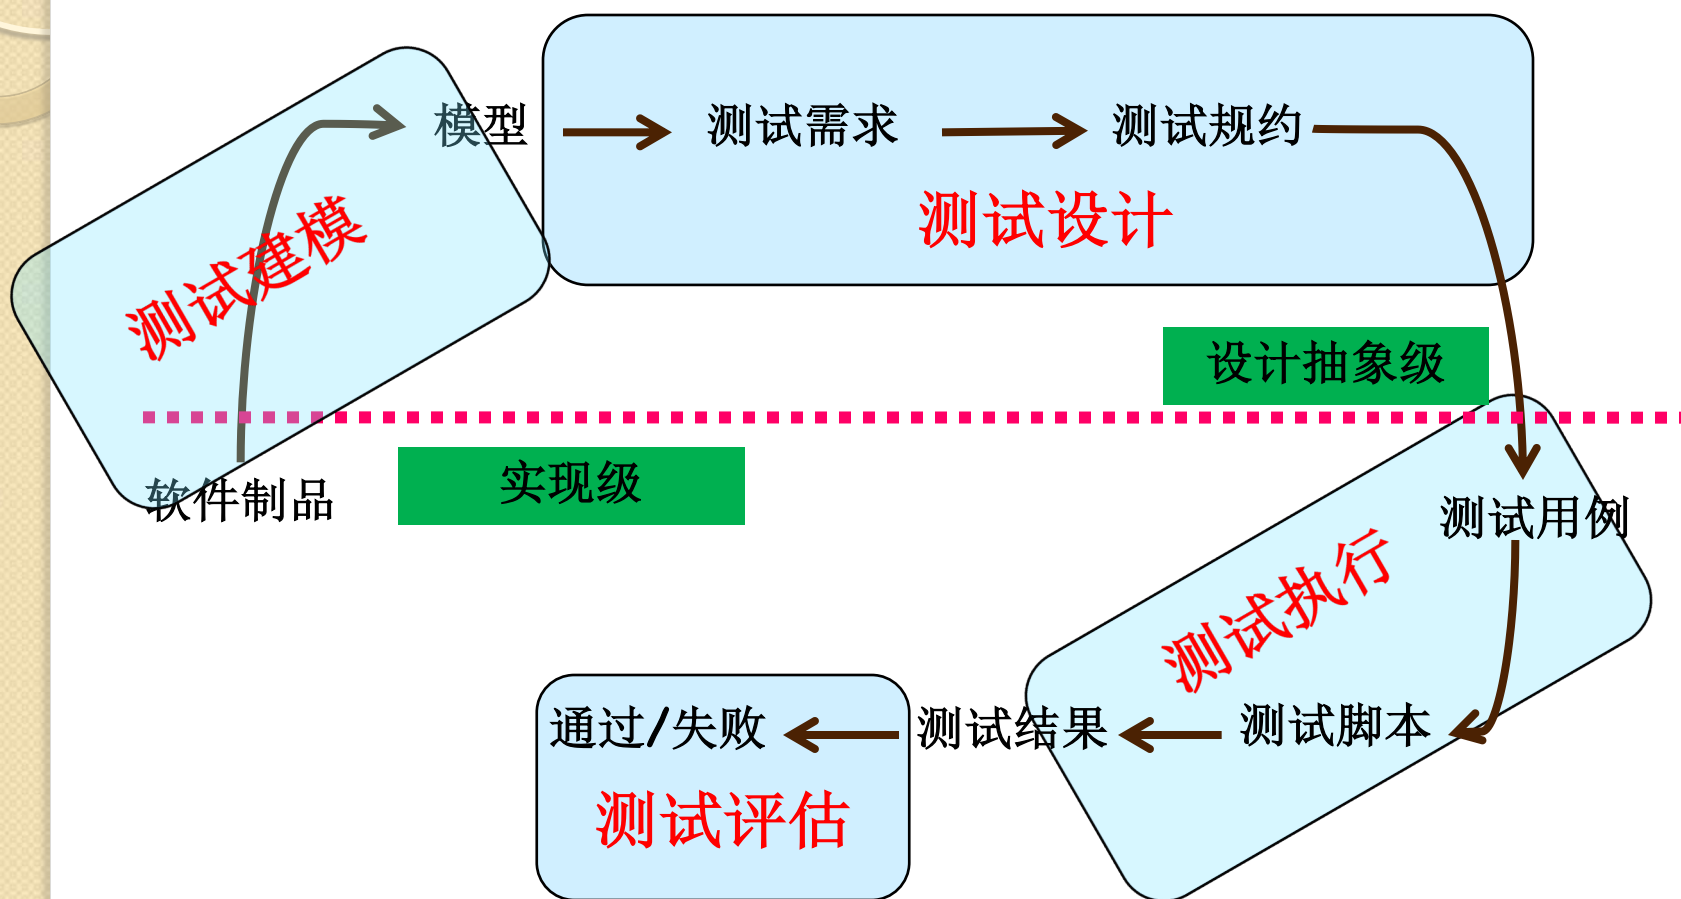 模型
测试需求
测试规约
测试设计
测试建模
设计抽象级
实现级
软件制品
测试用例
测试执行
通过/失败
测试结果
测试脚本
测试评估